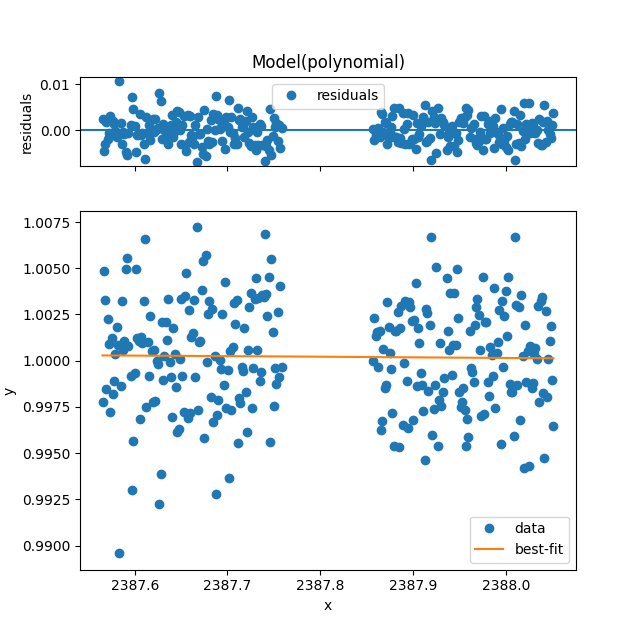 Model(polynomial)
0.01
0.00
residuals
residuals
1.0075
1.0050
1.0025
1.0000
0.9975
0.9950
0.9925
0.9900
y
data
best-fit
2387.6 2387.7 2387.8 2387.9 2388.0
x